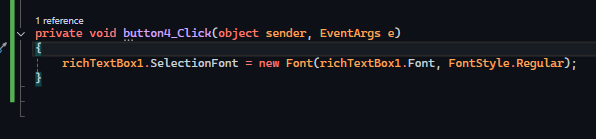 1 reference
private void button4_Click(object sender, EventArgs e)
{
richTextBox1.SelectionFont = new Font(richTextBox1.Font, FontStyle.Regular);
}